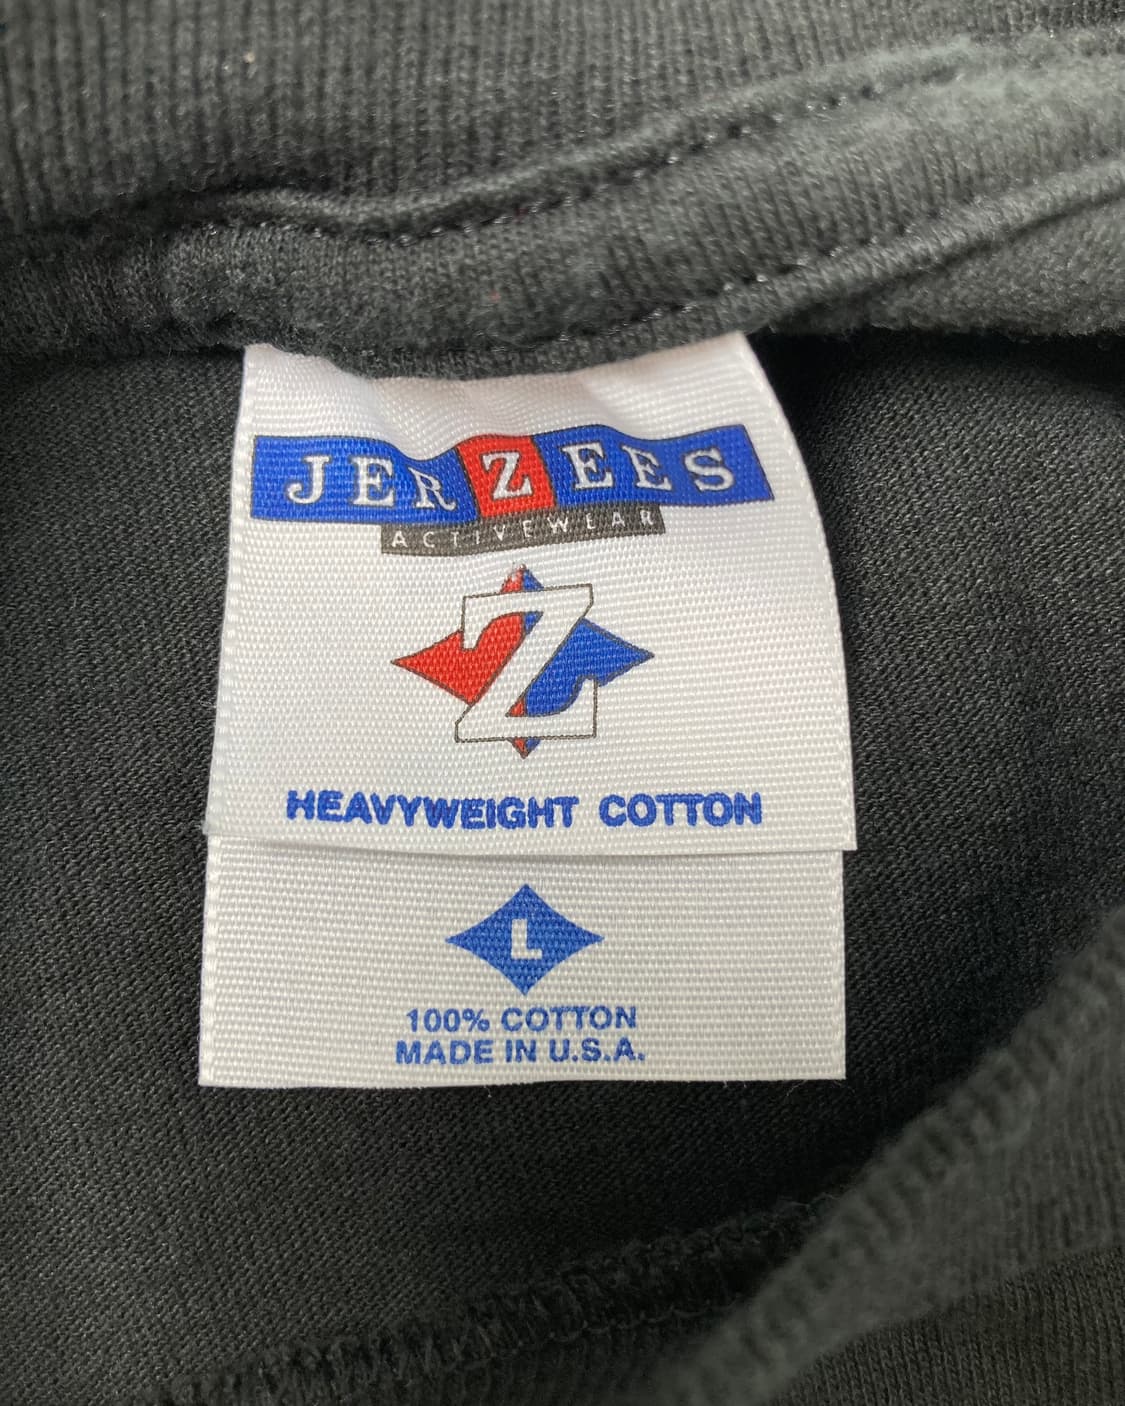 JERZEES
ACTIVEWEAR
Z
HEAVYWEIGHT COTTON
L
100% COTTON
MADE IN U.S.A.